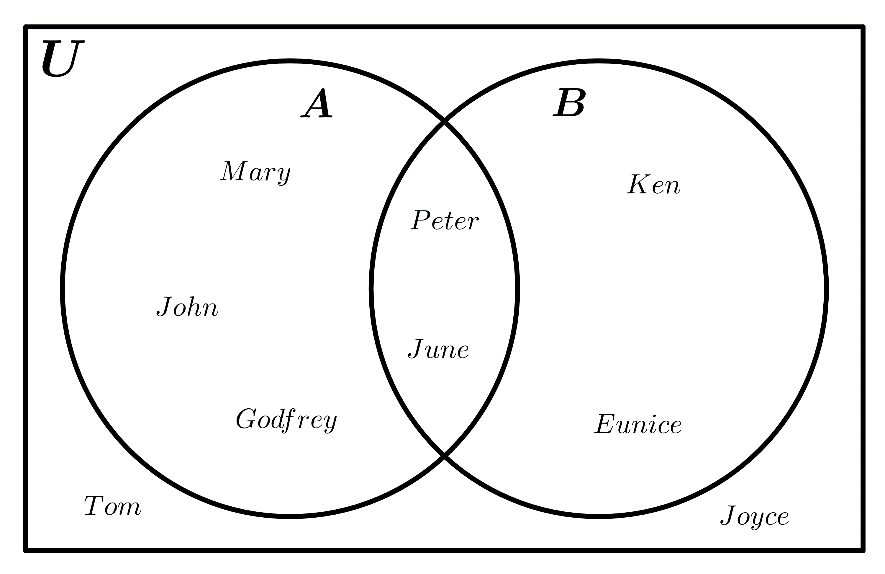 U
A
B
Mary
Ken
Peter
John
June
Godfrey
Eunice
Tom
Joyce